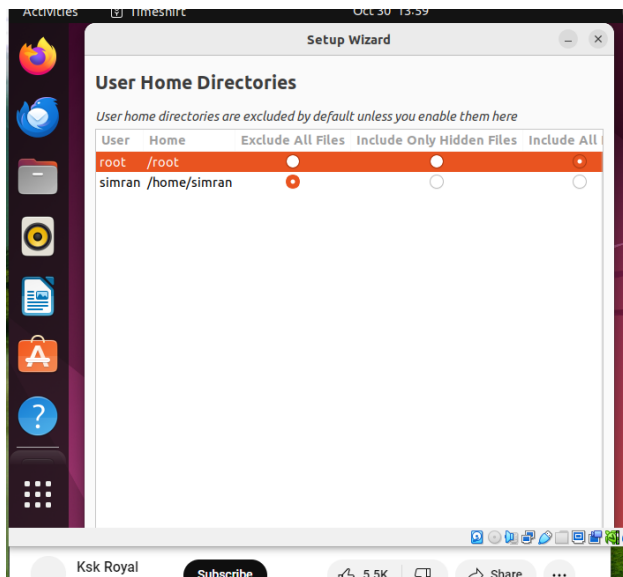 Activities Timeshift Oct 30 13:59
Setup Wizard
User Home Directories
User home directories are excluded by default unless you enable them here
User Home Exclude All Files Include Only Hidden Files Include All
root /root
simran /home/simran
Ksk Royal
Subscribe 5.5K Share ...